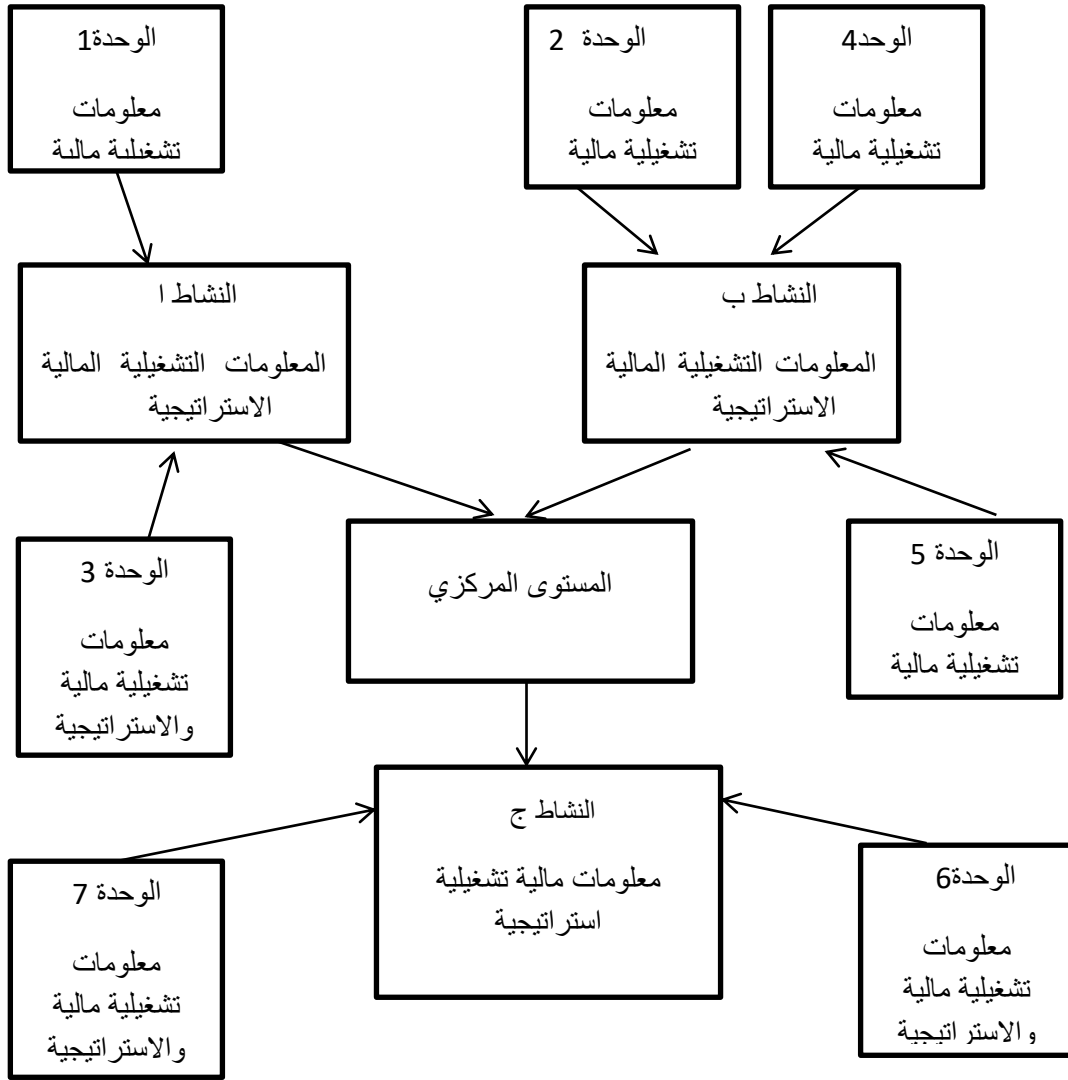 الوحدة1
معلومات
تشغيلية مالية
الوحدة 2
معلومات
تشغيلية مالية
الوحد4
معلومات
تشغيلية مالية
النشاط ا
المعلومات التشغيلية المالية
الاستراتيجية
النشاط ب
المعلومات التشغيلية المالية
الاستراتيجية
الوحدة 3
معلومات
تشغيلية مالية
والاستراتيجية
المستوى المركزي
الوحدة 5
معلومات
تشغيلية مالية
النشاط ج
معلومات مالية تشغيلية
استراتيجية
الوحدة 7
معلومات
تشغيلية مالية
والاستراتيجية
الوحدة6
معلومات
تشغيلية مالية
والاستراتيجية